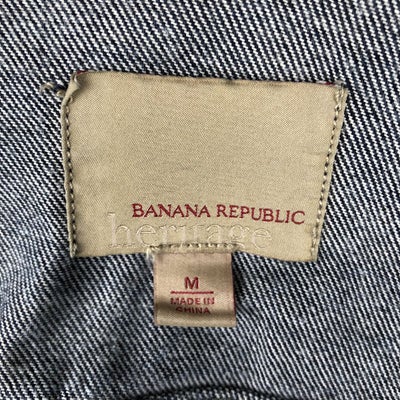 BANANA REPUBLIC
heritage
M
MADE IN
CHINA